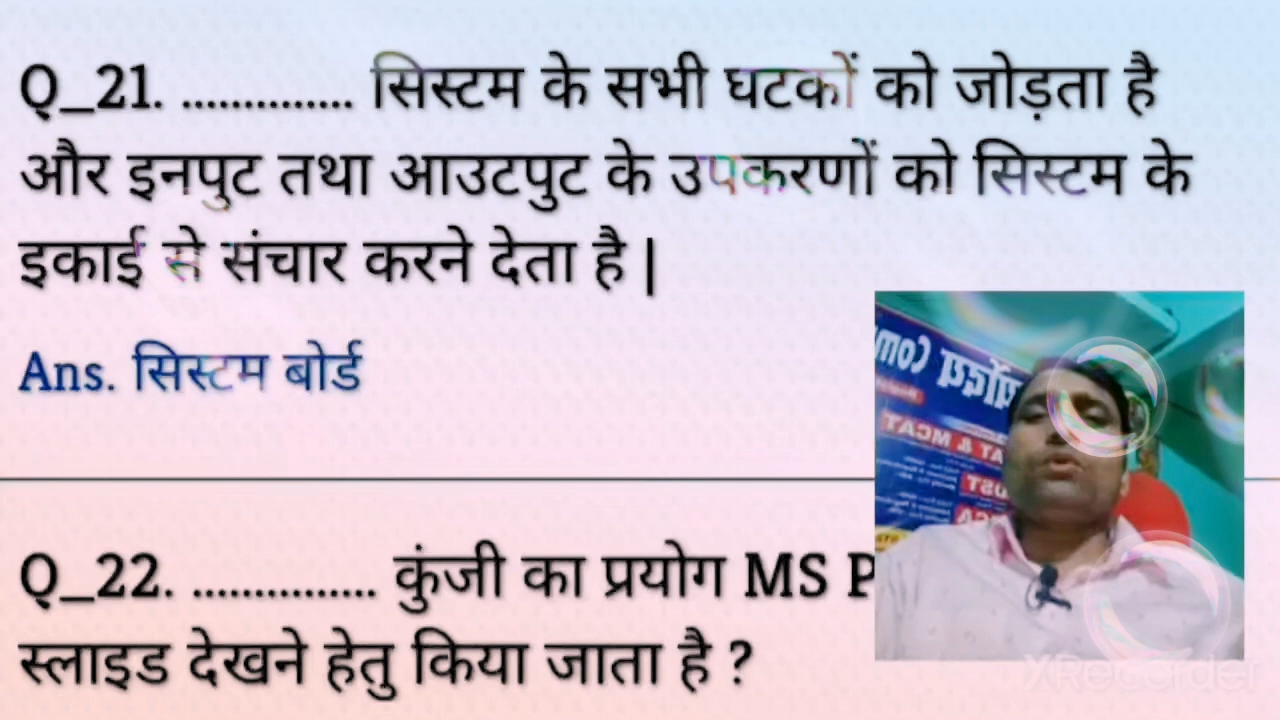 Q_21. .............. सिस्टम के सभी घटकों को जोड़ता है
और इनपुट तथा आउटपुट के उपकरणों को सिस्टम के
इकाई से संचार करने देता है |
Ans. सिस्टम बोर्ड
Q_22. ............... कुंजी का प्रयोग MS P
स्लाइड देखने हेतु किया जाता है ?
XRecorder